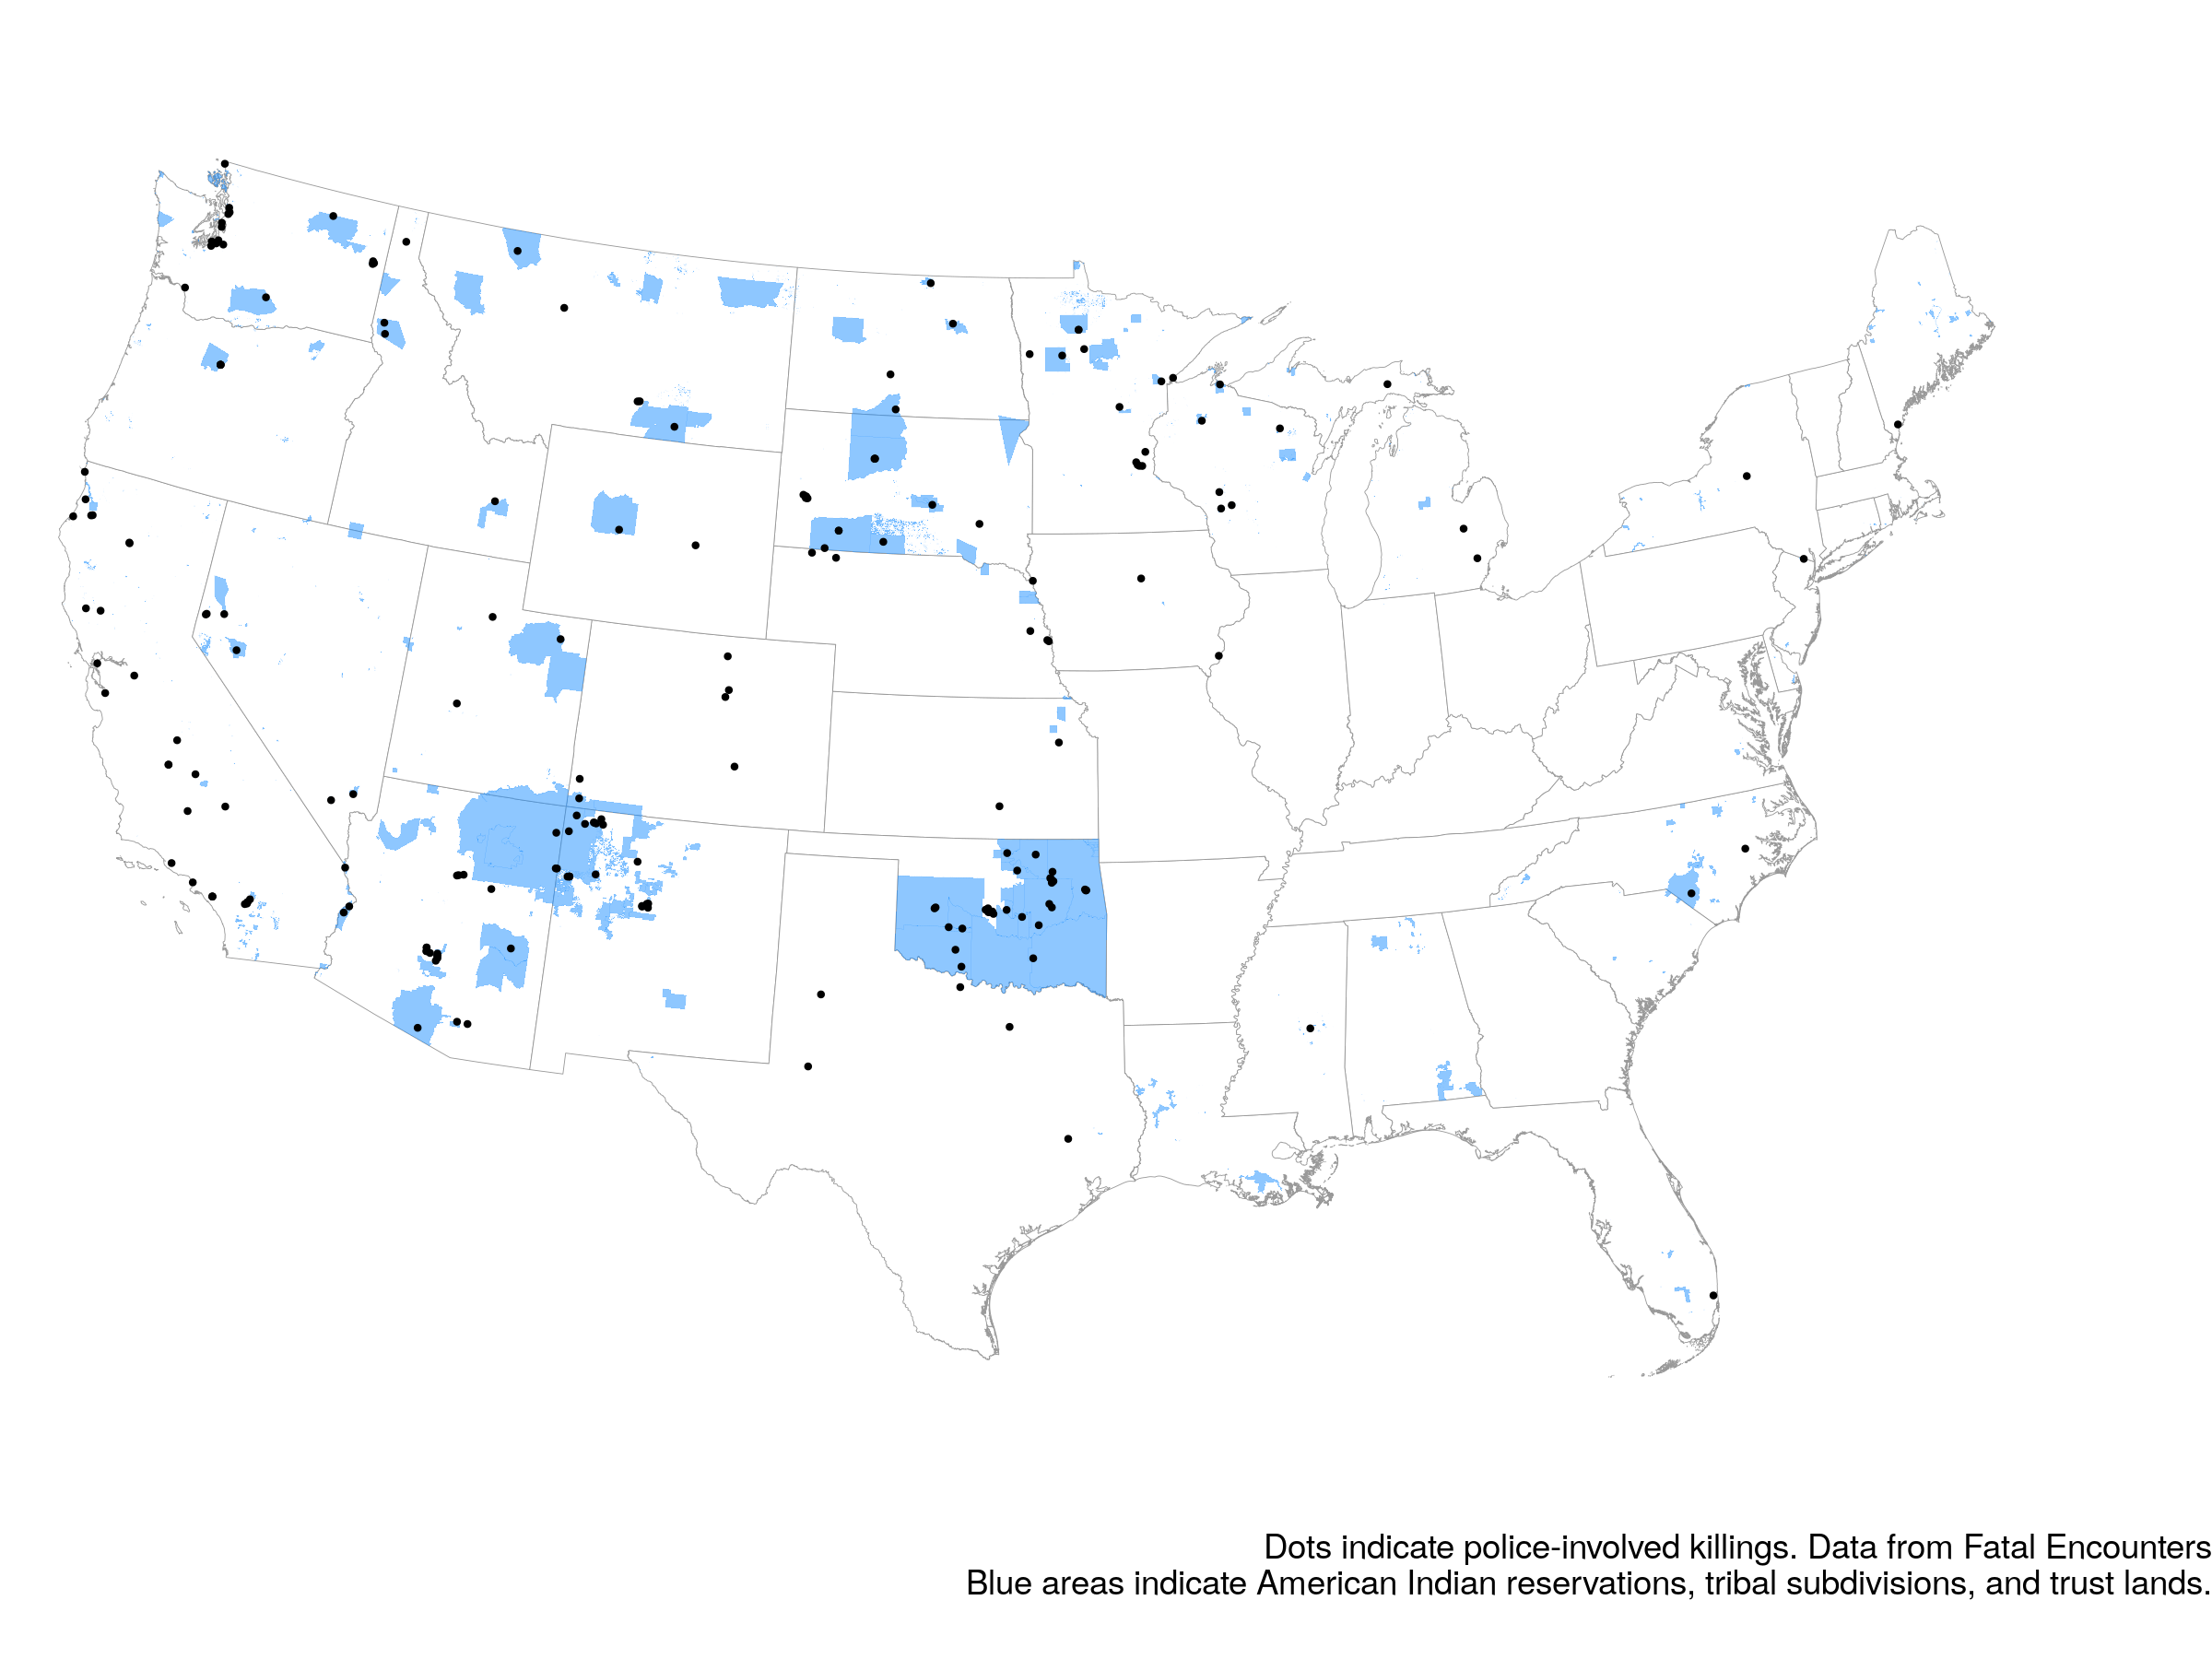 Dots indicate police-involved killings. Data from Fatal Encounters
Blue areas indicate American Indian reservations, tribal subdivisions, and trust lands.